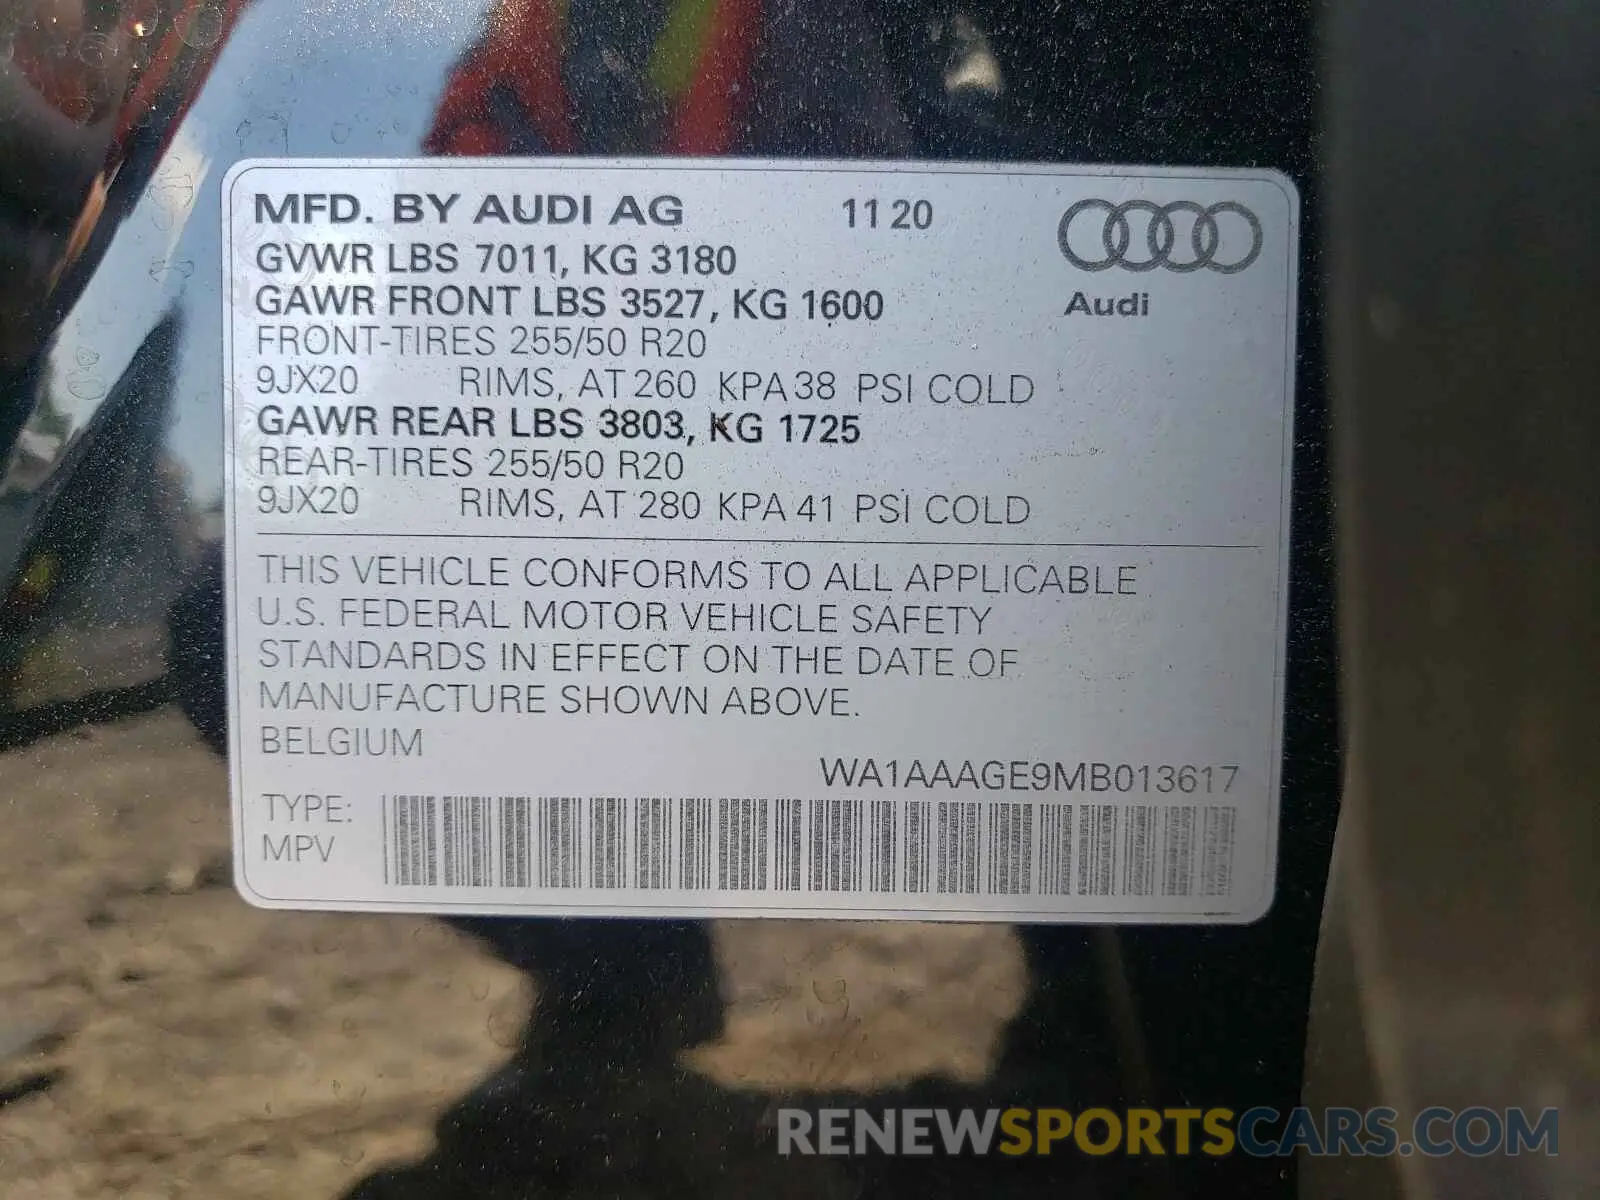 MFD. BY AUDI AG 11 20
GVWR LBS 7011, KG 3180
GAWR FRONT LBS 3527, KG 1600
Audi
FRONT-TIRES 255/50 R20
9JX20 RIMS, AT 260 KPA 38 PSI COLD
GAWR REAR LBS 3803, KG 1725
REAR-TIRES 255/50 R20
9JX20 RIMS, AT 280 KPA 41 PSI COLD
THIS VEHICLE CONFORMS TO ALL APPLICABLE
U.S. FEDERAL MOTOR VEHICLE SAFETY
STANDARDS IN EFFECT ON THE DATE OF
MANUFACTURE SHOWN ABOVE.
BELGIUM
WA1AAAGE9MB013617
TYPE:
MPV
RENEWSPORTSCARS.COM